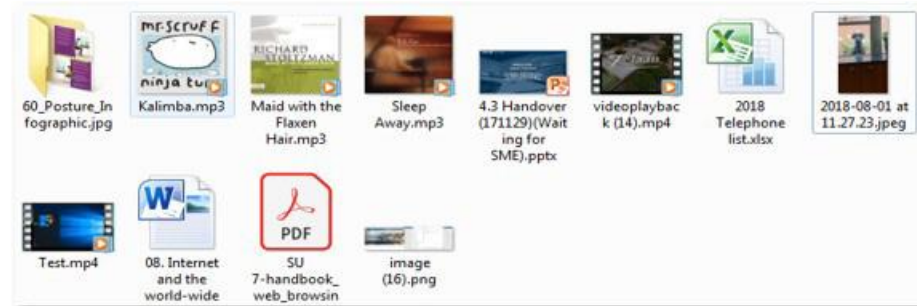 mr.scruff
ninja tu
RICHARD
STOLTZMAN
W
PDF
60_Posture_In
fographic.jpg
Kalimba.mp3
Maid with the
Flaxen
Hair.mp3
Sleep
Away.mp3
4.3 Handover
(171129)(Wait
ing for
SME).pptx
videoplaybac
k (14).mp4
2018
Telephone
list.xlsx
2018-08-01 at
11.27.23.jpeg
Test.mp4
08. Internet
and the
world-wide
SU
7-handbook_
web_browsin
image
(16).png